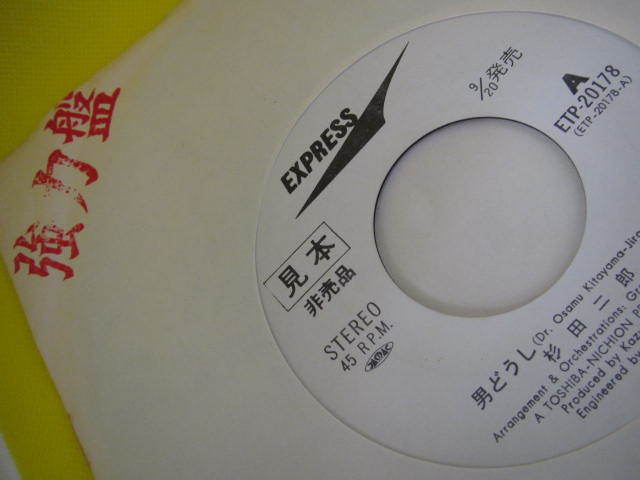 強力盤
EXPRESS
9/20発売
A
ETP-20178
(ETP-20178-A)
見本
非売品
STEREO
45 R.P.M.
男どうし (Dr. Osamu Kitayama-Jiro
杉田二郎
Arrangement & Orchestrations:
A TOSHIBA-NICHION
Produced by
Engineered by